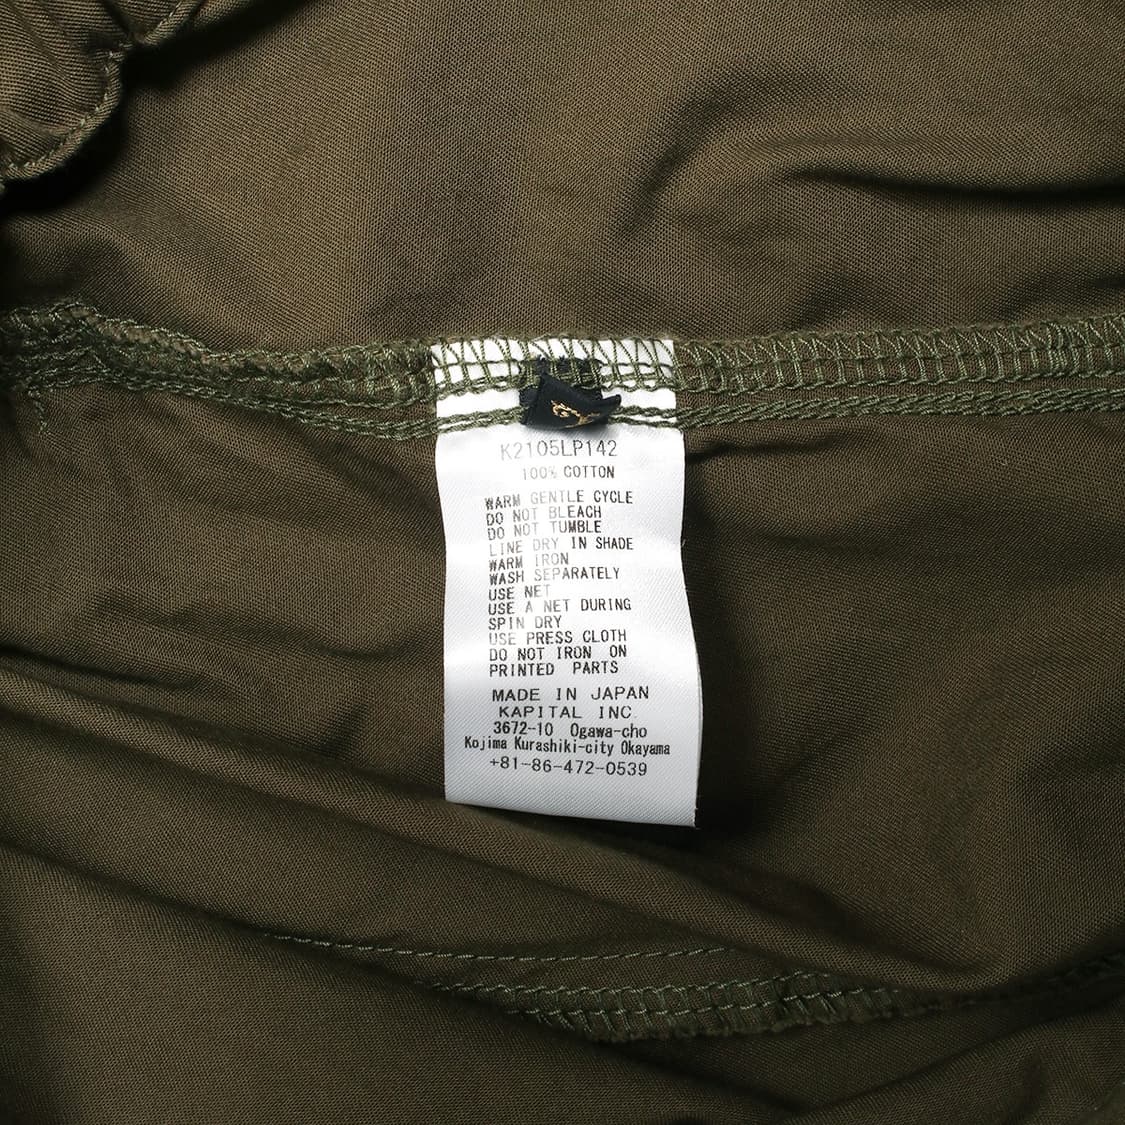 K2105LP142
100% COTTON
WARM GENTLE CYCLE
DO NOT BLEACH
DO NOT TUMBLE
LINE DRY IN SHADE
WARM IRON
WASH SEPARATELY
USE NET
USE A NET DURING
SPIN DRY
USE PRESS CLOTH
DO NOT IRON ON
PRINTED PARTS
MADE IN JAPAN
KAPITAL INC.
3672-10 Ogawa-cho
Kojima Kurashiki-city Okayama
+81-86-472-0539